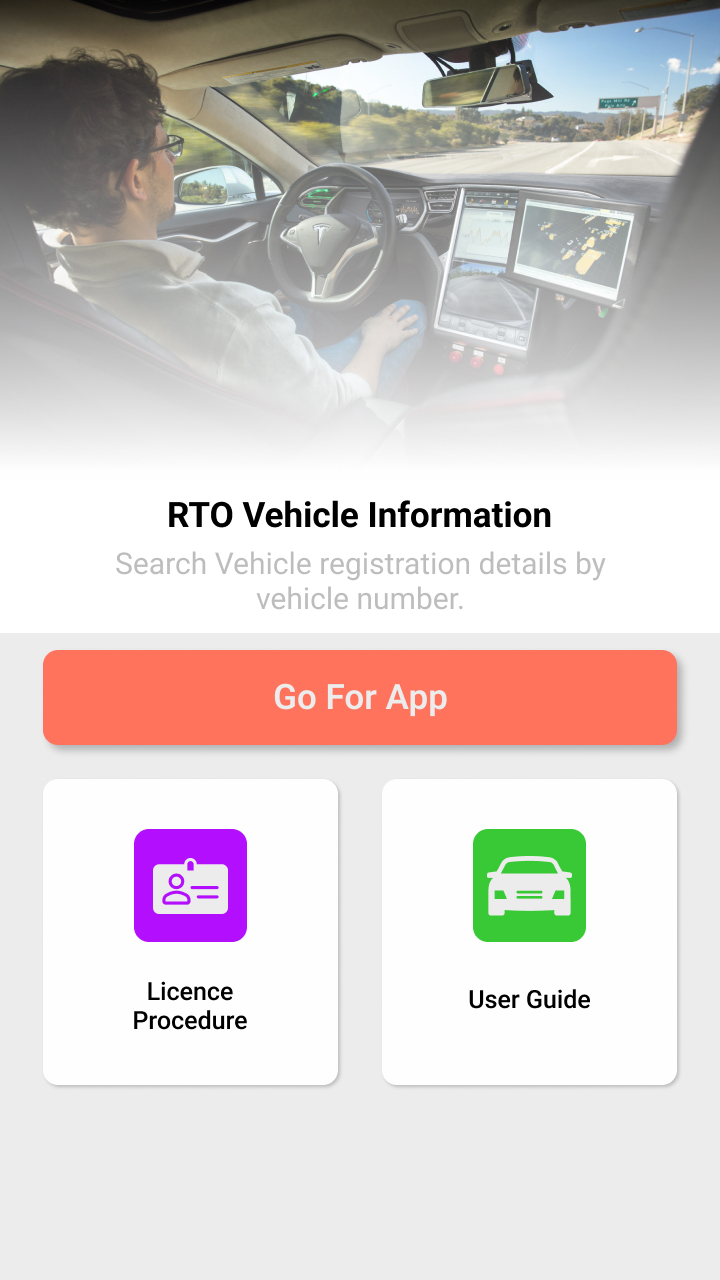 RTO Vehicle Information
Search Vehicle registration details by
vehicle number.
Go For App
Licence
Procedure
User Guide